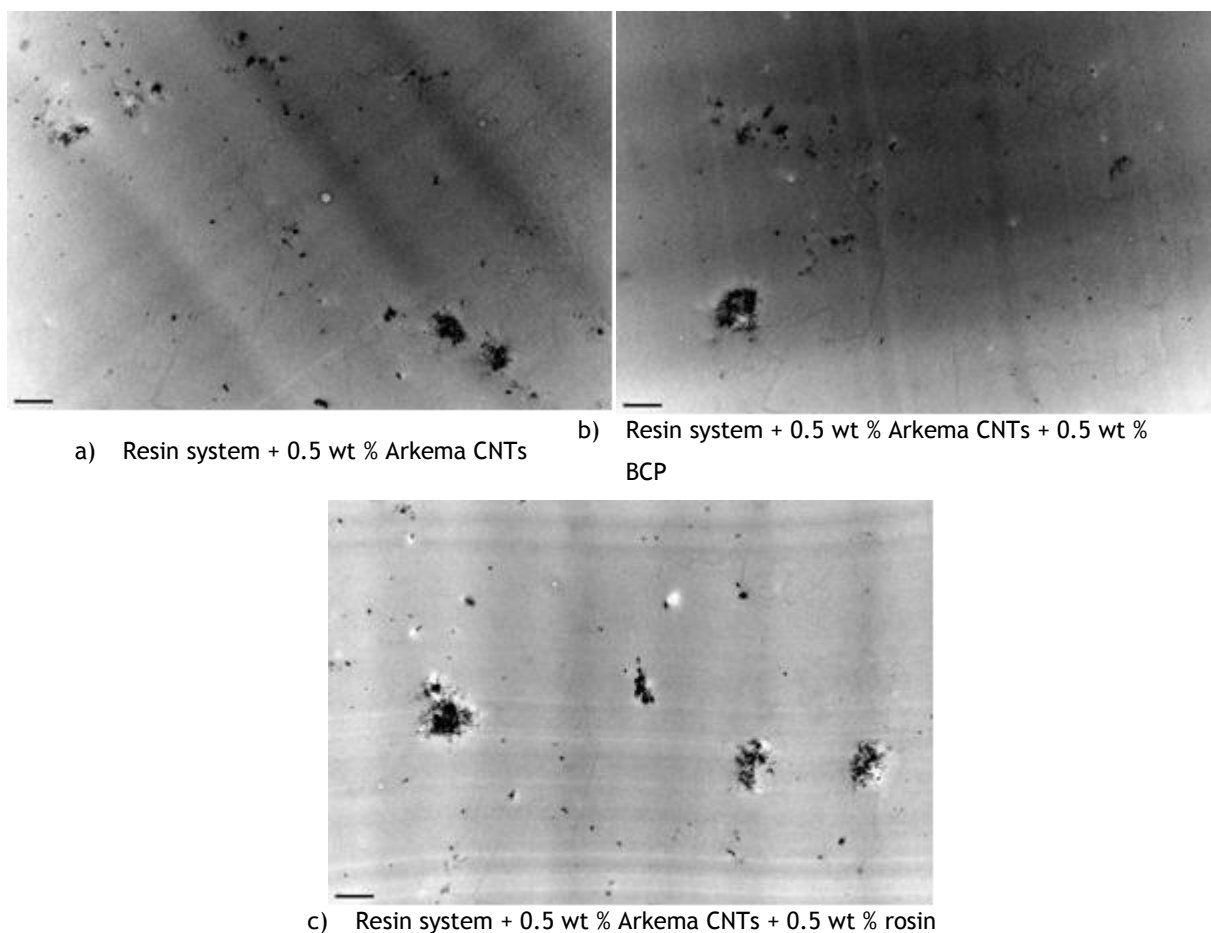 a) Resin system + 0.5 wt % Arkema CNTs
b) Resin system + 0.5 wt % Arkema CNTs + 0.5 wt %
BCP
c) Resin system + 0.5 wt % Arkema CNTs + 0.5 wt % rosin